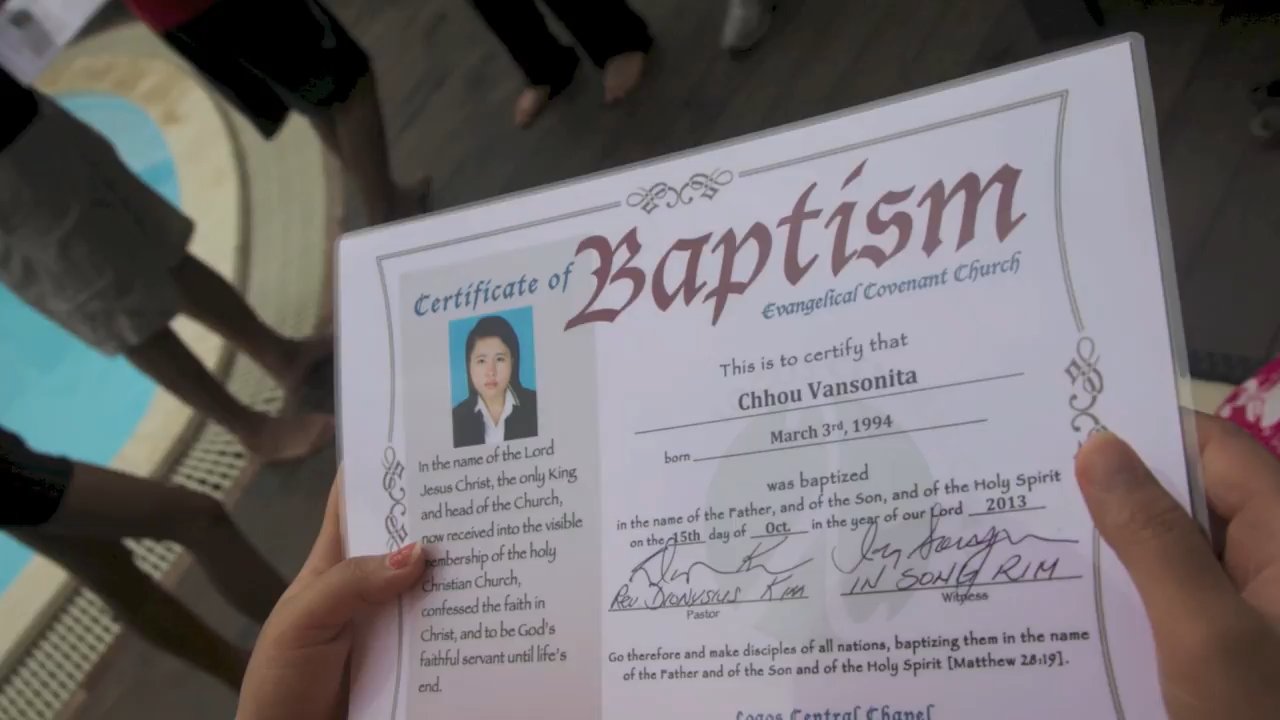 Certificate of Baptism
Evangelical Covenant Church
In the name of the Lord
Jesus Christ, the only King
and head of the Church,
now received into the visible
membership of the holy
Christian Church,
confessed the faith in
Christ, and to be God's
faithful servant until life's
end.
This is to certify that
Chhou Vansonita
born March 3rd, 1994
was baptized
in the name of the Father, and of the Son, and of the Holy Spirit
on the 15th day of Oct. in the year of our Lord 2013
Rev Dionysius Kim IN SONG RIM
Pastor Witness
Go therefore and make disciples of all nations, baptizing them in the name
of the Father and of the Son and of the Holy Spirit [Matthew 28:19].
Logos Central Chapel